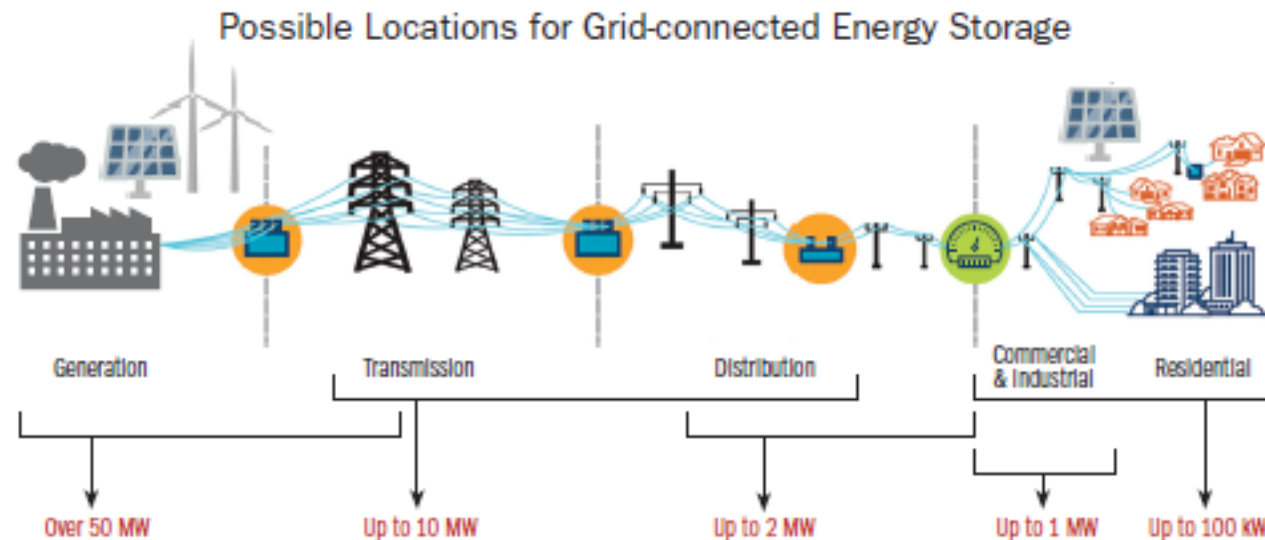 Possible Locations for Grid-connected Energy Storage
Generation
Transmission
Distribution
Commercial
& Industrial
Residential
Over 50 MW
Up to 10 MW
Up to 2 MW
Up to 1 MW
Up to 100 kW